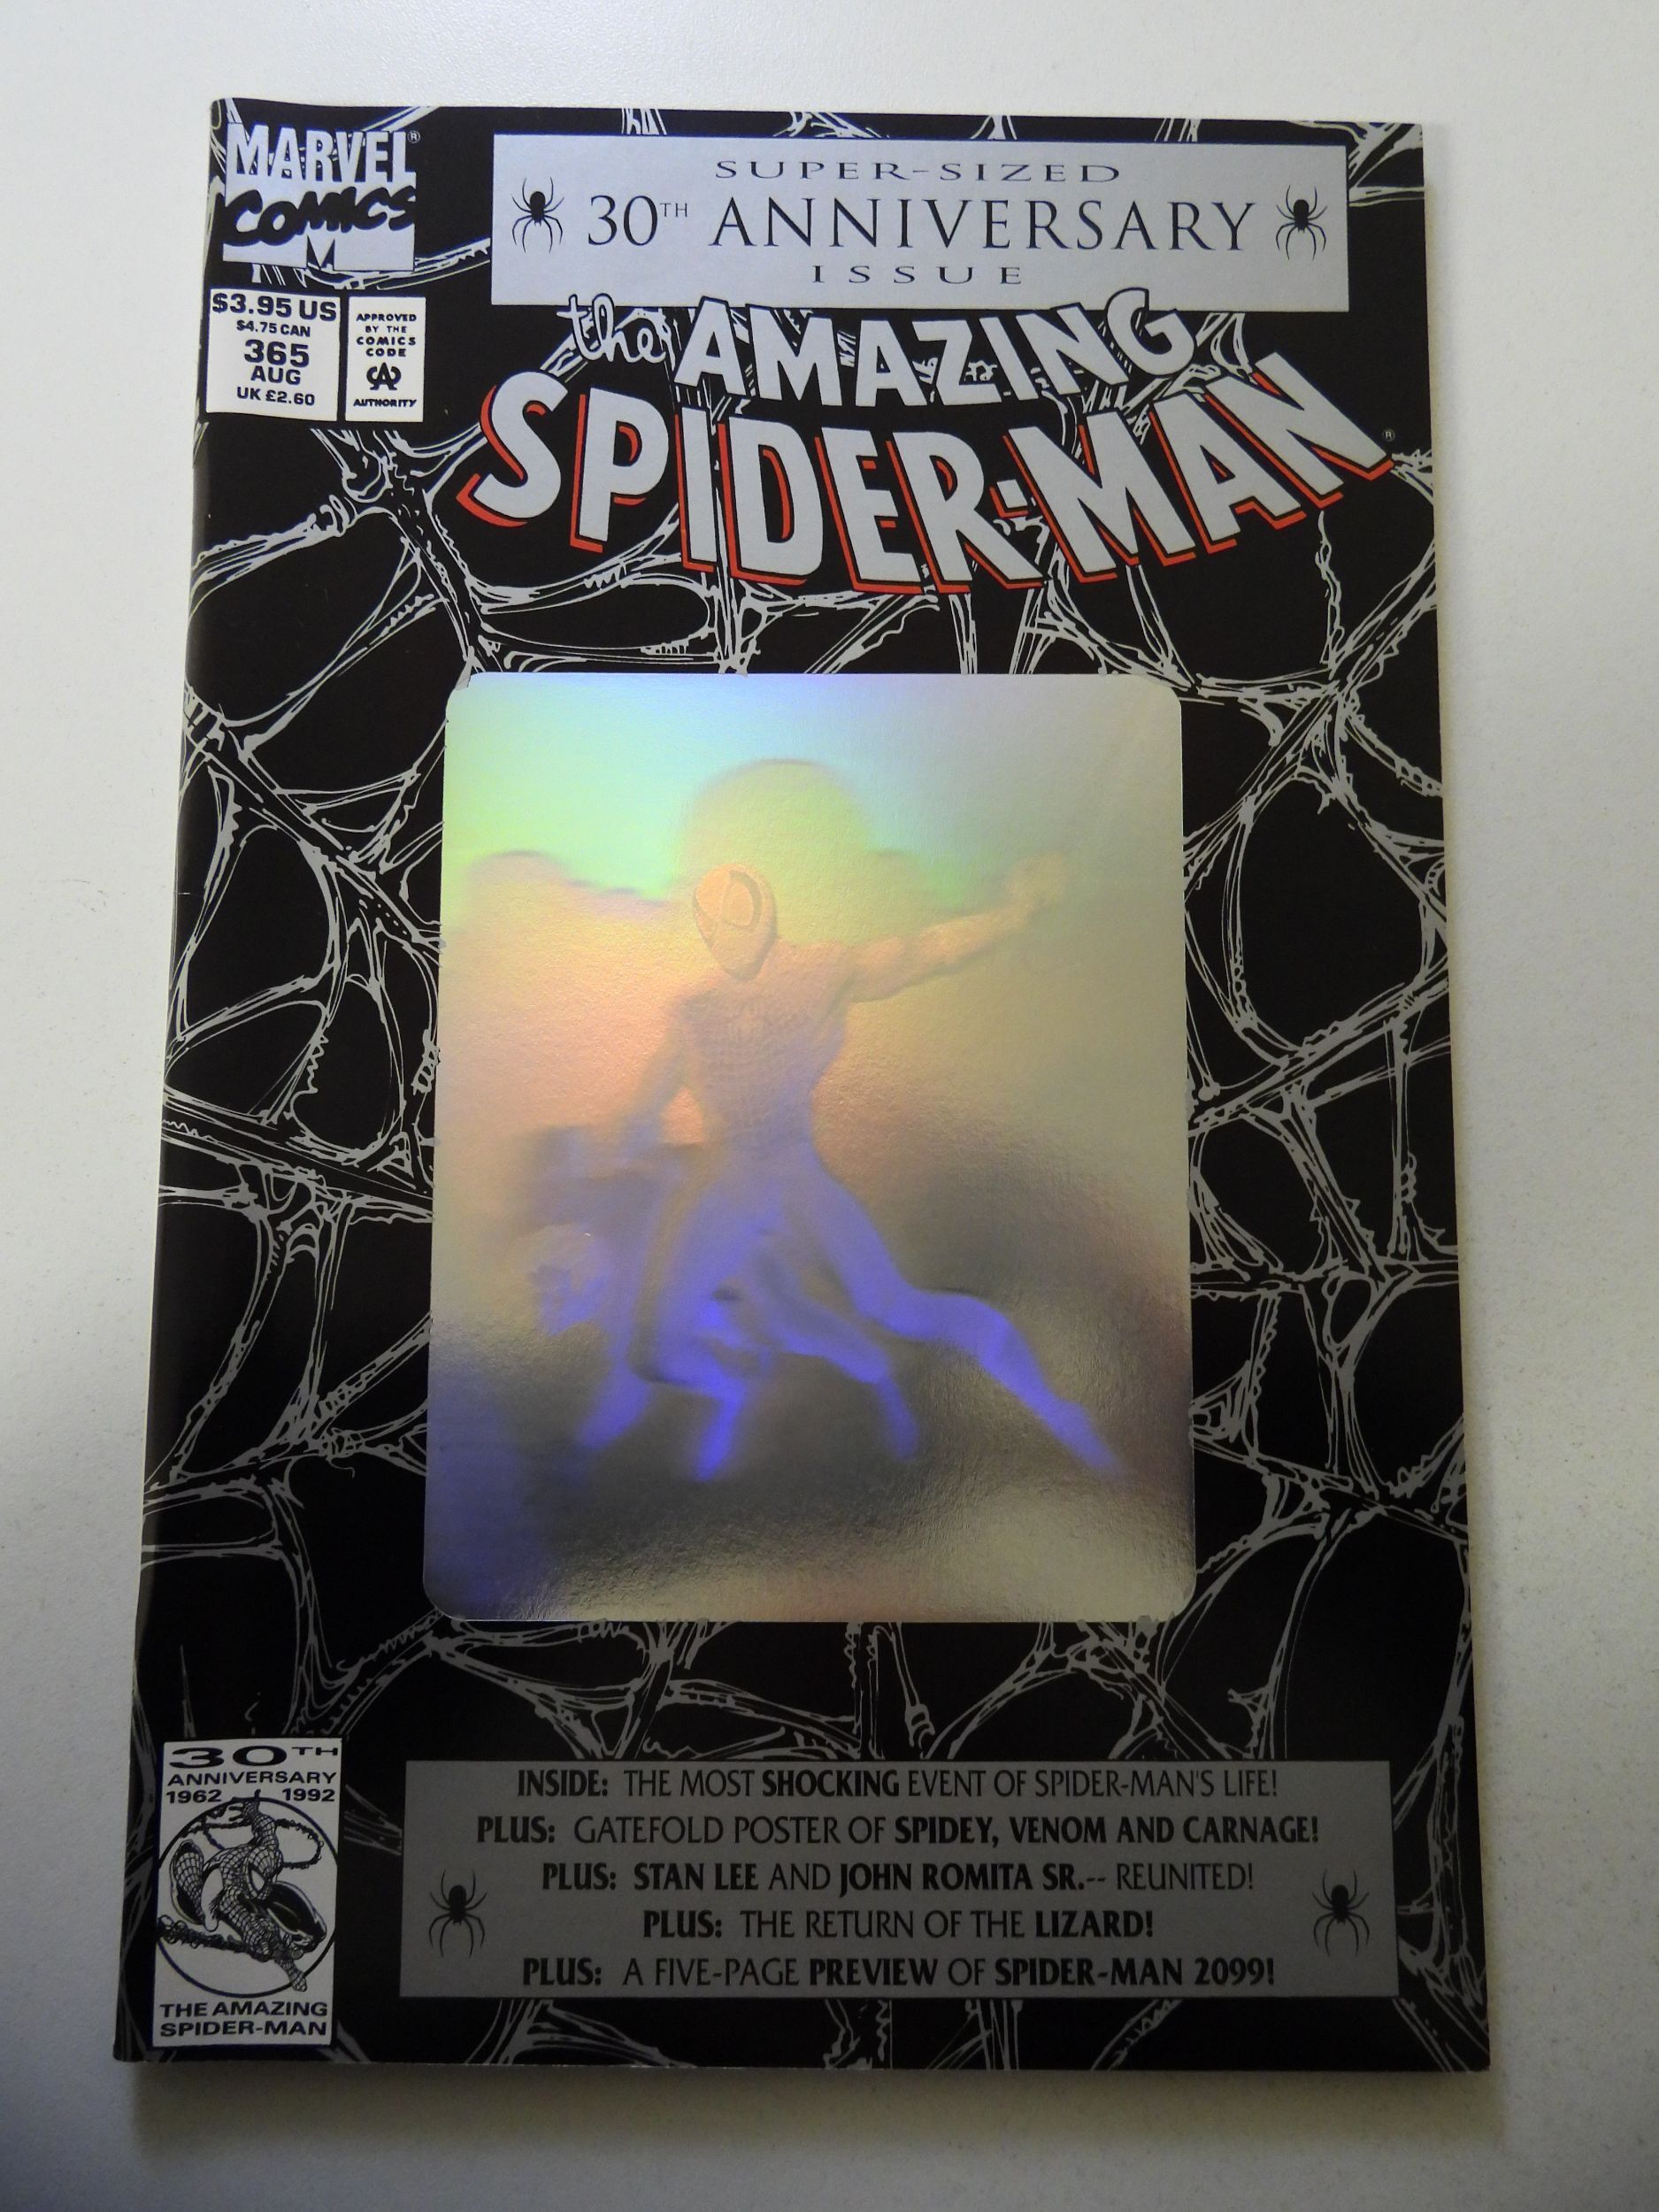 MARVEL®
COMICS
M
SUPER-SIZED
30TH ANNIVERSARY
ISSUE
$3.95 US
$4.75 CAN
365
AUG
UK £2.60
APPROVED
BY THE
COMICS
CODE
CA
AUTHORITY
the AMAZING
SPIDER-MAN®
30TH
ANNIVERSARY
1962 1992
THE AMAZING
SPIDER-MAN
INSIDE: THE MOST SHOCKING EVENT OF SPIDER-MAN'S LIFE!
PLUS: GATEFOLD POSTER OF SPIDEY, VENOM AND CARNAGE!
PLUS: STAN LEE AND JOHN ROMITA SR.-- REUNITED!
PLUS: THE RETURN OF THE LIZARD!
PLUS: A FIVE-PAGE PREVIEW OF SPIDER-MAN 2099!